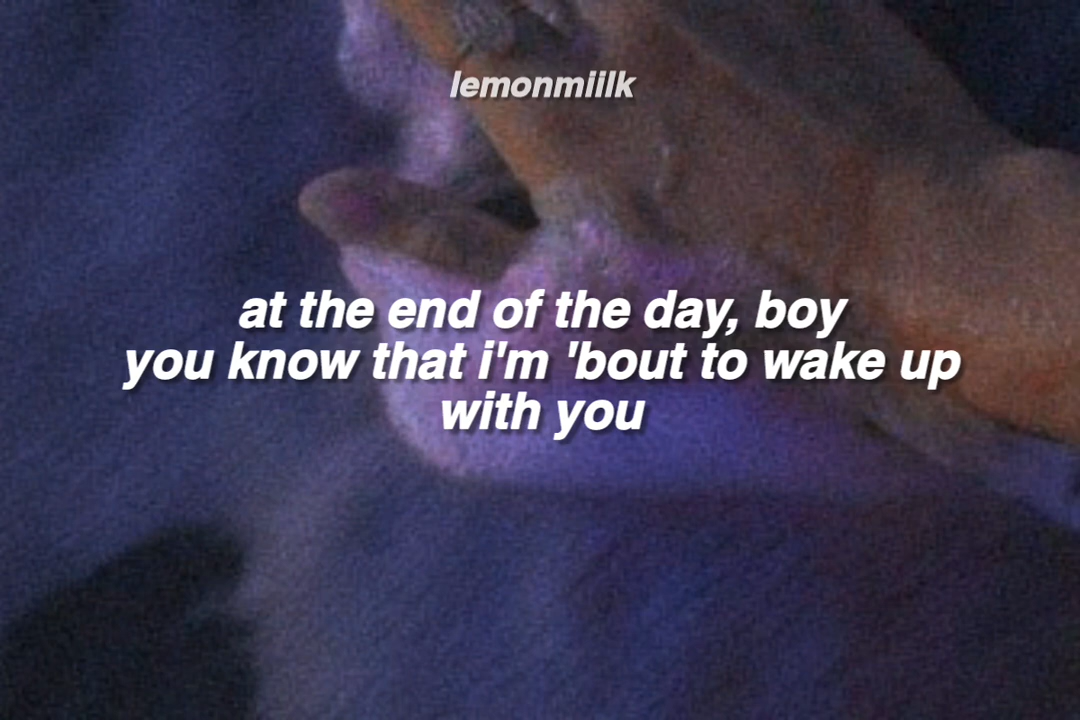 lemonmiilk
at the end of the day, boy
you know that i'm 'bout to wake up
with you